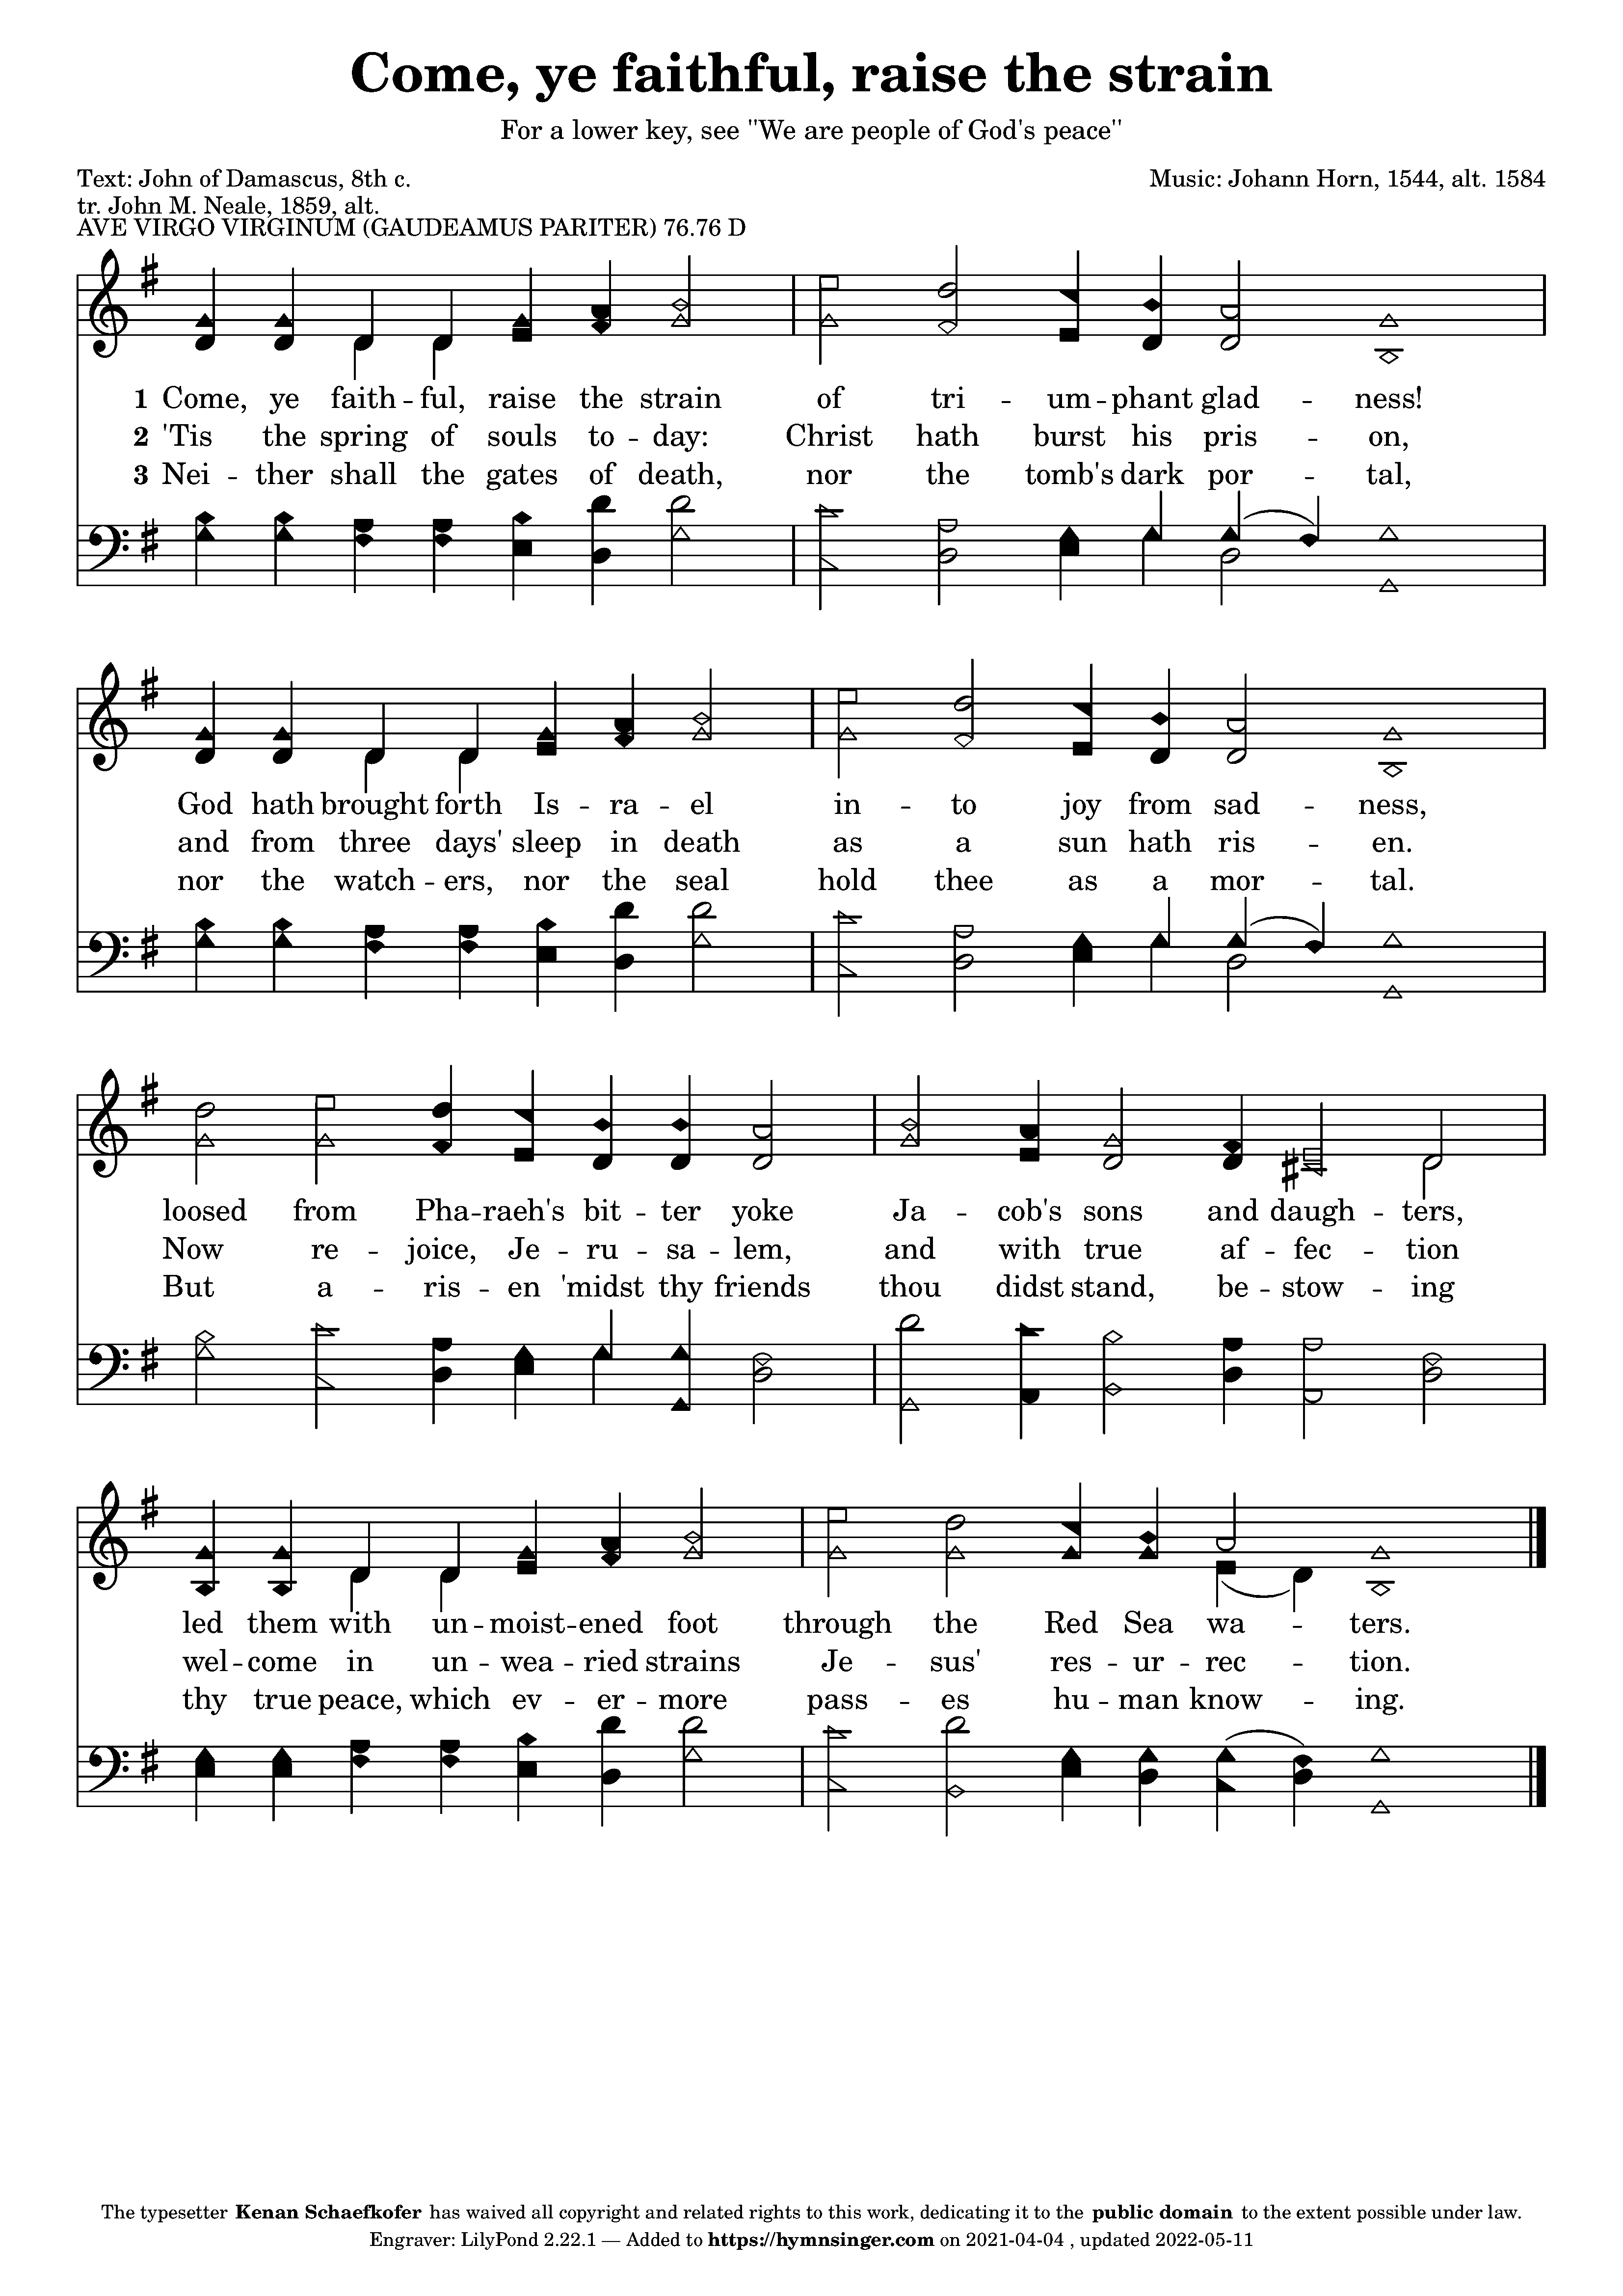 Come, ye faithful, raise the strain
For a lower key, see "We are people of God's peace"
Text: John of Damascus, 8th c.
Music: Johann Horn, 1544, alt. 1584
tr. John M. Neale, 1859, alt.
AVE VIRGO VIRGINUM (GAUDEAMUS PARITER) 76.76 D
1 Come, ye faith - ful, raise the strain of tri - um - phant glad - ness!
2 'Tis the spring of souls to - day: Christ hath burst his pris - on,
3 Nei - ther shall the gates of death, nor the tomb's dark por - tal,
God hath brought forth Is - ra - el in - to joy from sad - ness,
and from three days' sleep in death as a sun hath ris - en.
nor the watch - ers, nor the seal hold thee as a mor - tal.
loosed from Pha - raeh's bit - ter yoke Ja - cob's sons and daugh - ters,
Now re - joice, Je - ru - sa - lem, and with true af - fec - tion
But a - ris - en 'midst thy friends thou didst stand, be - stow - ing
led them with un - moist - ened foot through the Red Sea wa - ters.
wel - come in un - wea - ried strains Je - sus' res - ur - rec - tion.
thy true peace, which ev - er - more pass - es hu - man know - ing.
The typesetter Kenan Schaefkofer has waived all copyright and related rights to this work, dedicating it to the public domain to the extent possible under law.
Engraver: LilyPond 2.22.1 — Added to https://hymnsinger.com on 2021-04-04 , updated 2022-05-11